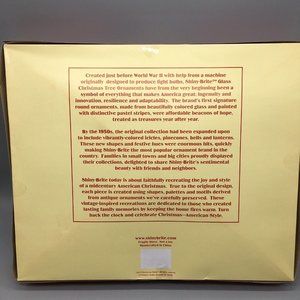 Created just before World War II with help from a machine
originally designed to produce light bulbs, Shiny-Brite™ Glass
Christmas Tree Ornaments have from the very beginning been a
symbol of everything that makes America great: ingenuity and
innovation, resilience and adaptability. The brand's first signature
round ornaments, made from beautifully colored glass and painted
with distinctive pastel stripes, were affordable beacons of hope,
treated as treasures year after year.
By the 1950s, the original collection had been expanded upon
to include vibrantly-colored icicles, pinecones, bells and lanterns.
These new shapes and festive hues were enormous hits, quickly
making Shiny-Brite the most popular ornament brand in the
country. Families in small towns and big cities proudly displayed
their collections, delighted to share Shiny-Brite's sentimental
beauty with friends and neighbors.
Shiny-Brite today is about faithfully recreating the joy and style
of a midcentury American Christmas. True to the original design,
each piece is created using shapes, palettes and motifs derived
from antique ornaments we've carefully preserved. These
vintage-inspired recreations are dedicated to those who created
lasting family memories by keeping the home fires warm. Turn
back the clock and celebrate Christmas—American Style.
www.shinybrite.com
Fragile Decor. Not a toy
Handcrafted in China